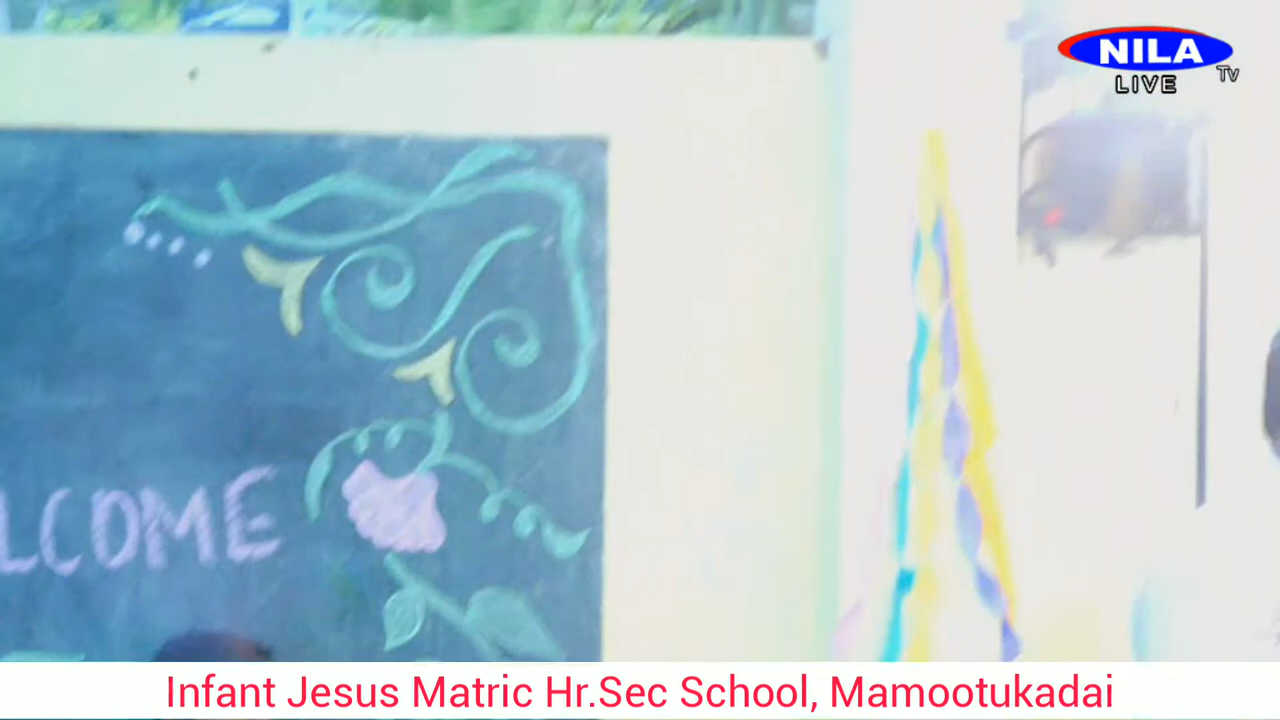 NILA
LIVE
Tv
LCOME
Infant Jesus Matric Hr.Sec School, Mamootukadai